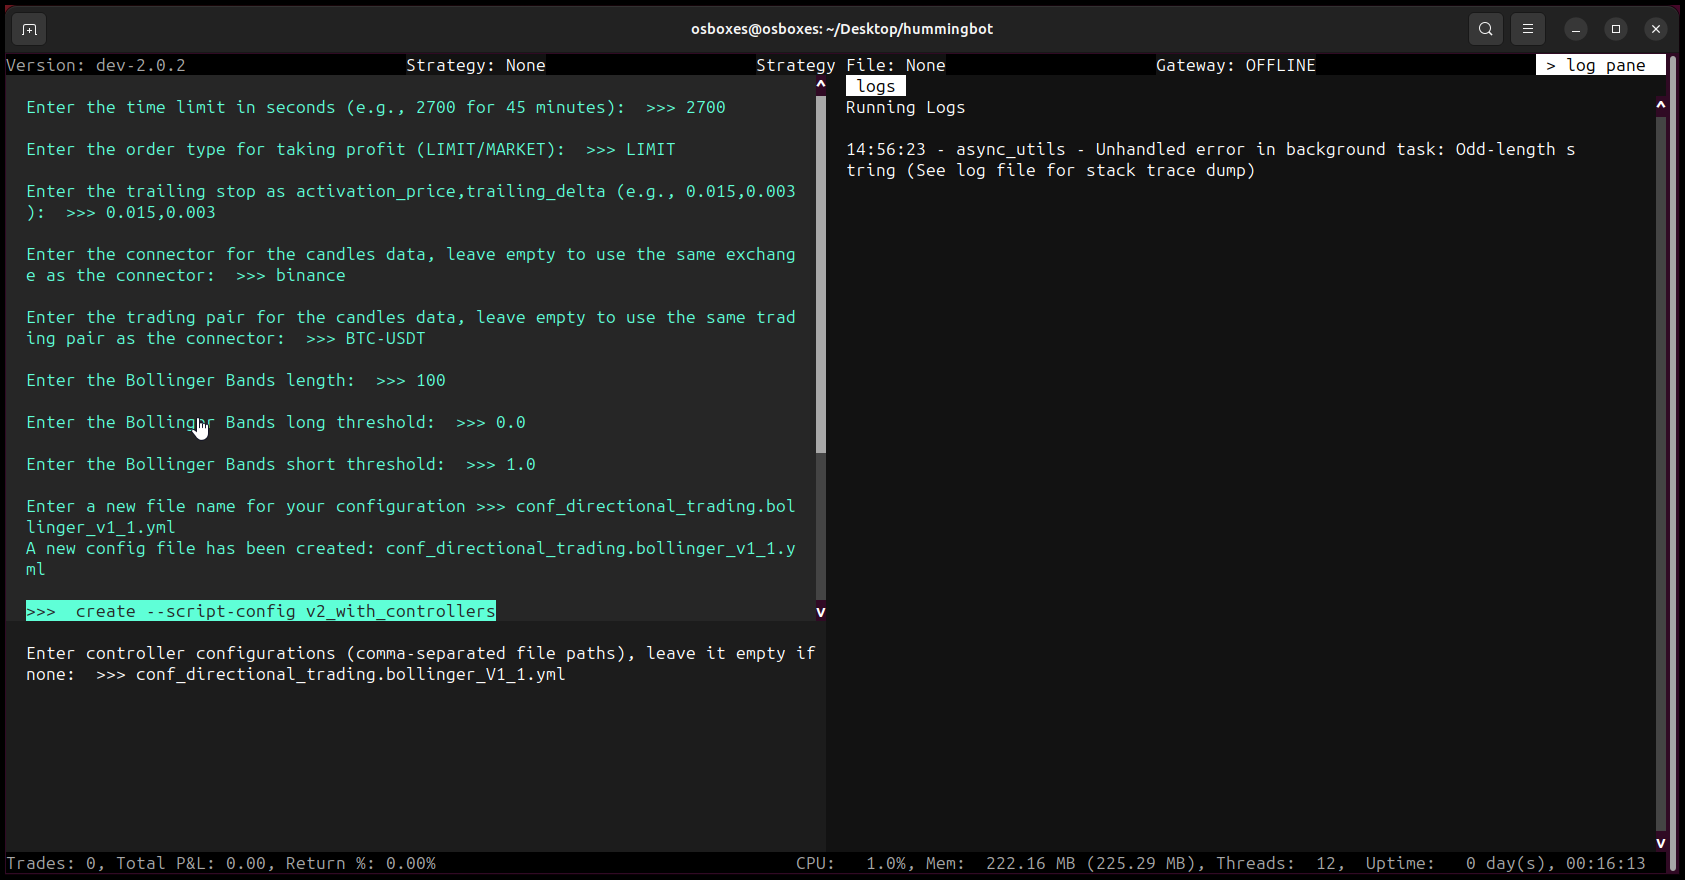 osboxes@osboxes: ~/Desktop/hummingbot
Version: dev-2.0.2 Strategy: None Strategy File: None Gateway: OFFLINE > log pane
Enter the time limit in seconds (e.g., 2700 for 45 minutes): >>> 2700
Enter the order type for taking profit (LIMIT/MARKET): >>> LIMIT
Enter the trailing stop as activation_price,trailing_delta (e.g., 0.015,0.003
): >>> 0.015,0.003
Enter the connector for the candles data, leave empty to use the same exchang
e as the connector: >>> binance
Enter the trading pair for the candles data, leave empty to use the same trad
ing pair as the connector: >>> BTC-USDT
Enter the Bollinger Bands length: >>> 100
Enter the Bollinger Bands long threshold: >>> 0.0
Enter the Bollinger Bands short threshold: >>> 1.0
Enter a new file name for your configuration >>> conf_directional_trading.bol
linger_v1_1.yml
A new config file has been created: conf_directional_trading.bollinger_v1_1.y
ml
>>> create --script-config v2_with_controllers
Enter controller configurations (comma-separated file paths), leave it empty if
none: >>> conf_directional_trading.bollinger_V1_1.yml
logs
Running Logs
14:56:23 - async_utils - Unhandled error in background task: Odd-length s
tring (See log file for stack trace dump)
Trades: 0, Total P&L: 0.00, Return %: 0.00% CPU: 1.0%, Mem: 222.16 MB (225.29 MB), Threads: 12, Uptime: 0 day(s), 00:16:13